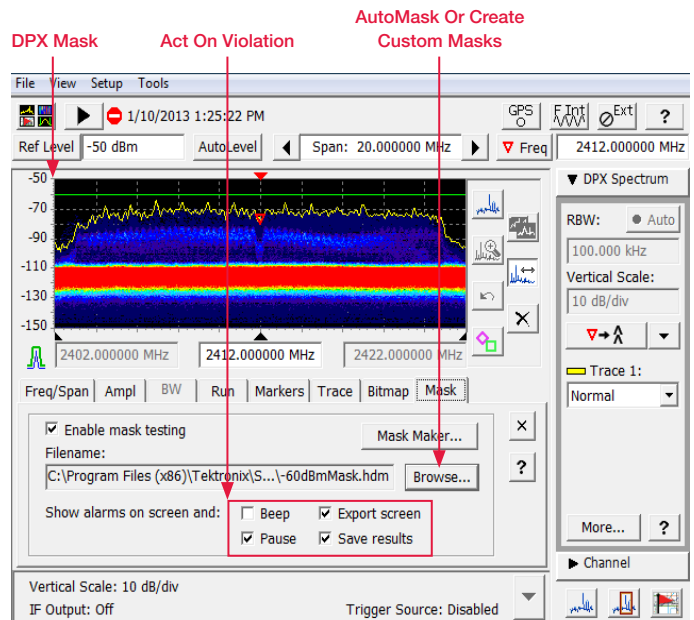 AutoMask Or Create
DPX Mask Act On Violation Custom Masks
File View Setup Tools
1/10/2013 1:25:22 PM GPS F Int Ext ?
Ref Level -50 dBm AutoLevel Span: 20.000000 MHz Freq 2412.000000 MHz
-50
-70
-90
-110
-130
-150
2402.000000 MHz 2412.000000 MHz 2422.000000 MHz
DPX Spectrum
RBW: Auto
100.000 kHz
Vertical Scale:
10 dB/div
Trace 1:
Normal
More... ?
Channel
Freq/Span Ampl BW Run Markers Trace Bitmap Mask
Enable mask testing Mask Maker...
Filename:
C:\Program Files (x86)\Tektronix\S...\-60dBmMask.hdm Browse... ?
Show alarms on screen and: Beep Export screen
Pause Save results
Vertical Scale: 10 dB/div
IF Output: Off Trigger Source: Disabled